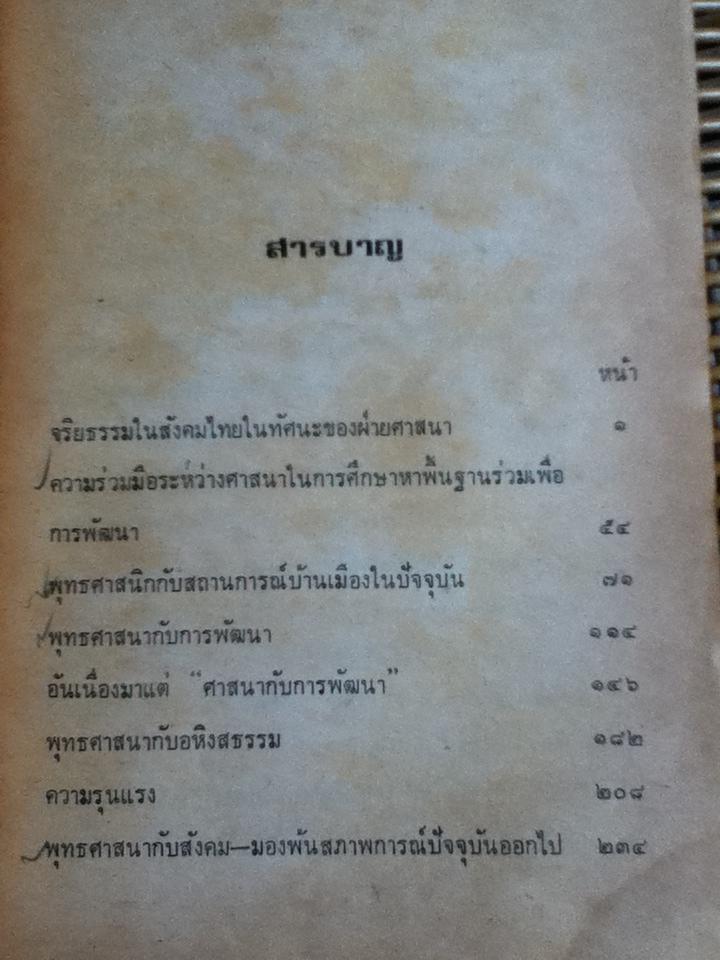 สารบาญ
หน้า
จริยธรรมในสังคมไทยในทัศนะของฝ่ายศาสนา ๑
ความร่วมมือระหว่างศาสนาในการศึกษาหาพื้นฐานร่วมเพื่อ
การพัฒนา ๕๔
พุทธศาสนิกกับสถานการณ์บ้านเมืองในปัจจุบัน ๗๑
พุทธศาสนากับการพัฒนา ๑๑๔
อันเนื่องมาแต่ “ศาสนากับการพัฒนา” ๑๔๖
พุทธศาสนากับอหิงสธรรม ๑๘๒
ความรุนแรง ๒๐๘
พุทธศาสนากับสังคม—มองพ้นสภาพการณ์ปัจจุบันออกไป ๒๓๔